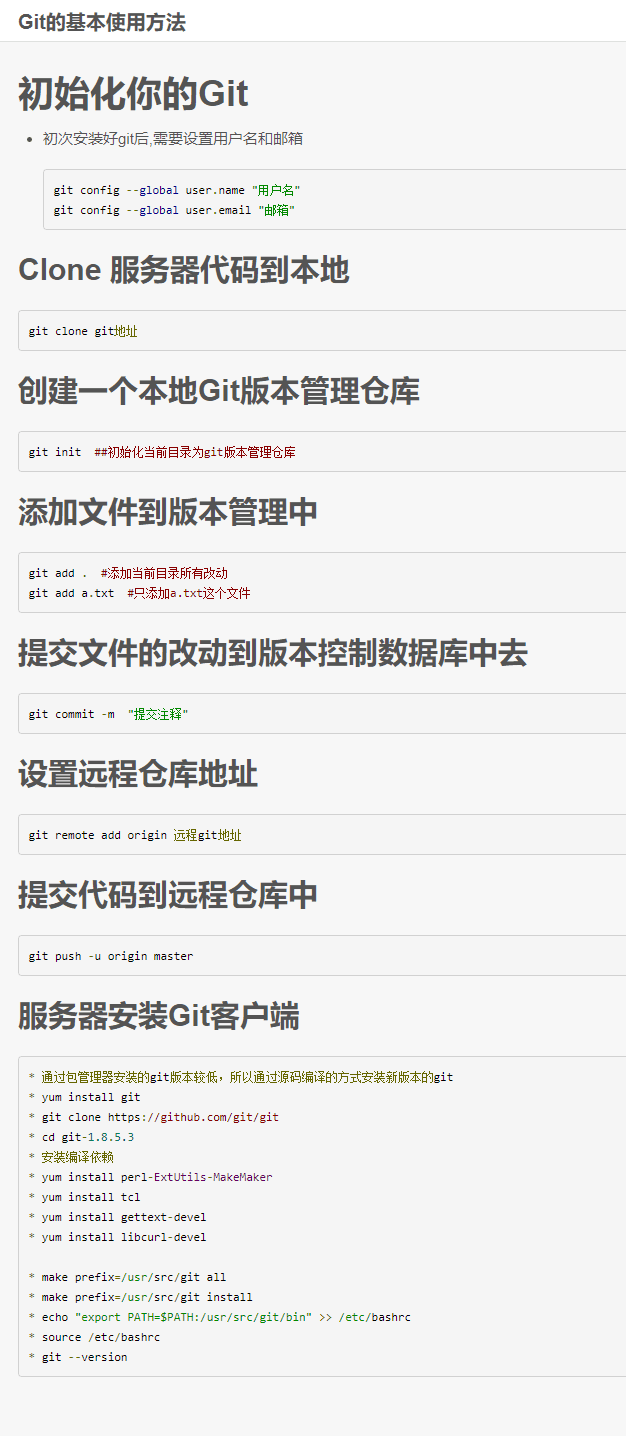 Git的基本使用方法
初始化你的Git
• 初次安装好git后,需要设置用户名和邮箱
git config --global user.name "用户名"
git config --global user.email "邮箱"
Clone 服务器代码到本地
git clone git地址
创建一个本地Git版本管理仓库
git init  ##初始化当前目录为git版本管理仓库
添加文件到版本管理中
git add .  #添加当前目录所有改动
git add a.txt  #只添加a.txt这个文件
提交文件的改动到版本控制数据库中去
git commit -m  "提交注释"
设置远程仓库地址
git remote add origin 远程git地址
提交代码到远程仓库中
git push -u origin master
服务器安装Git客户端
* 通过包管理器安装的git版本较低，所以通过源码编译的方式安装新版本的git
* yum install git
* git clone https://github.com/git/git
* cd git-1.8.5.3
* 安装编译依赖
* yum install perl-ExtUtils-MakeMaker
* yum install tcl
* yum install gettext-devel
* yum install libcurl-devel
* make prefix=/usr/src/git all
* make prefix=/usr/src/git install
* echo "export PATH=$PATH:/usr/src/git/bin" >> /etc/bashrc
* source /etc/bashrc
* git --version